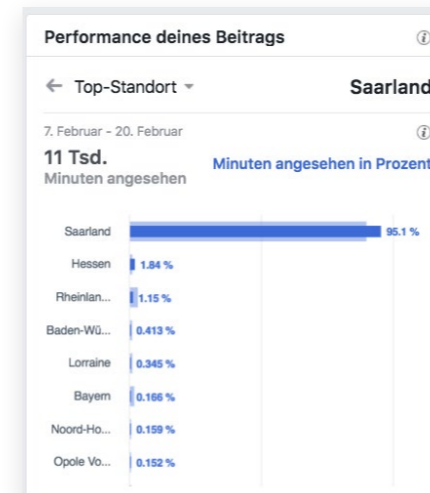 Performance deines Beitrags
Top-Standort Saarland
7. Februar - 20. Februar
11 Tsd.
Minuten angesehen
Minuten angesehen in Prozent
Saarland 95.1 %
Hessen 1.84 %
Rheinlan... 1.15 %
Baden-Wü... 0.413 %
Lorraine 0.345 %
Bayern 0.166 %
Noord-Ho... 0.159 %
Opole Vo... 0.152 %